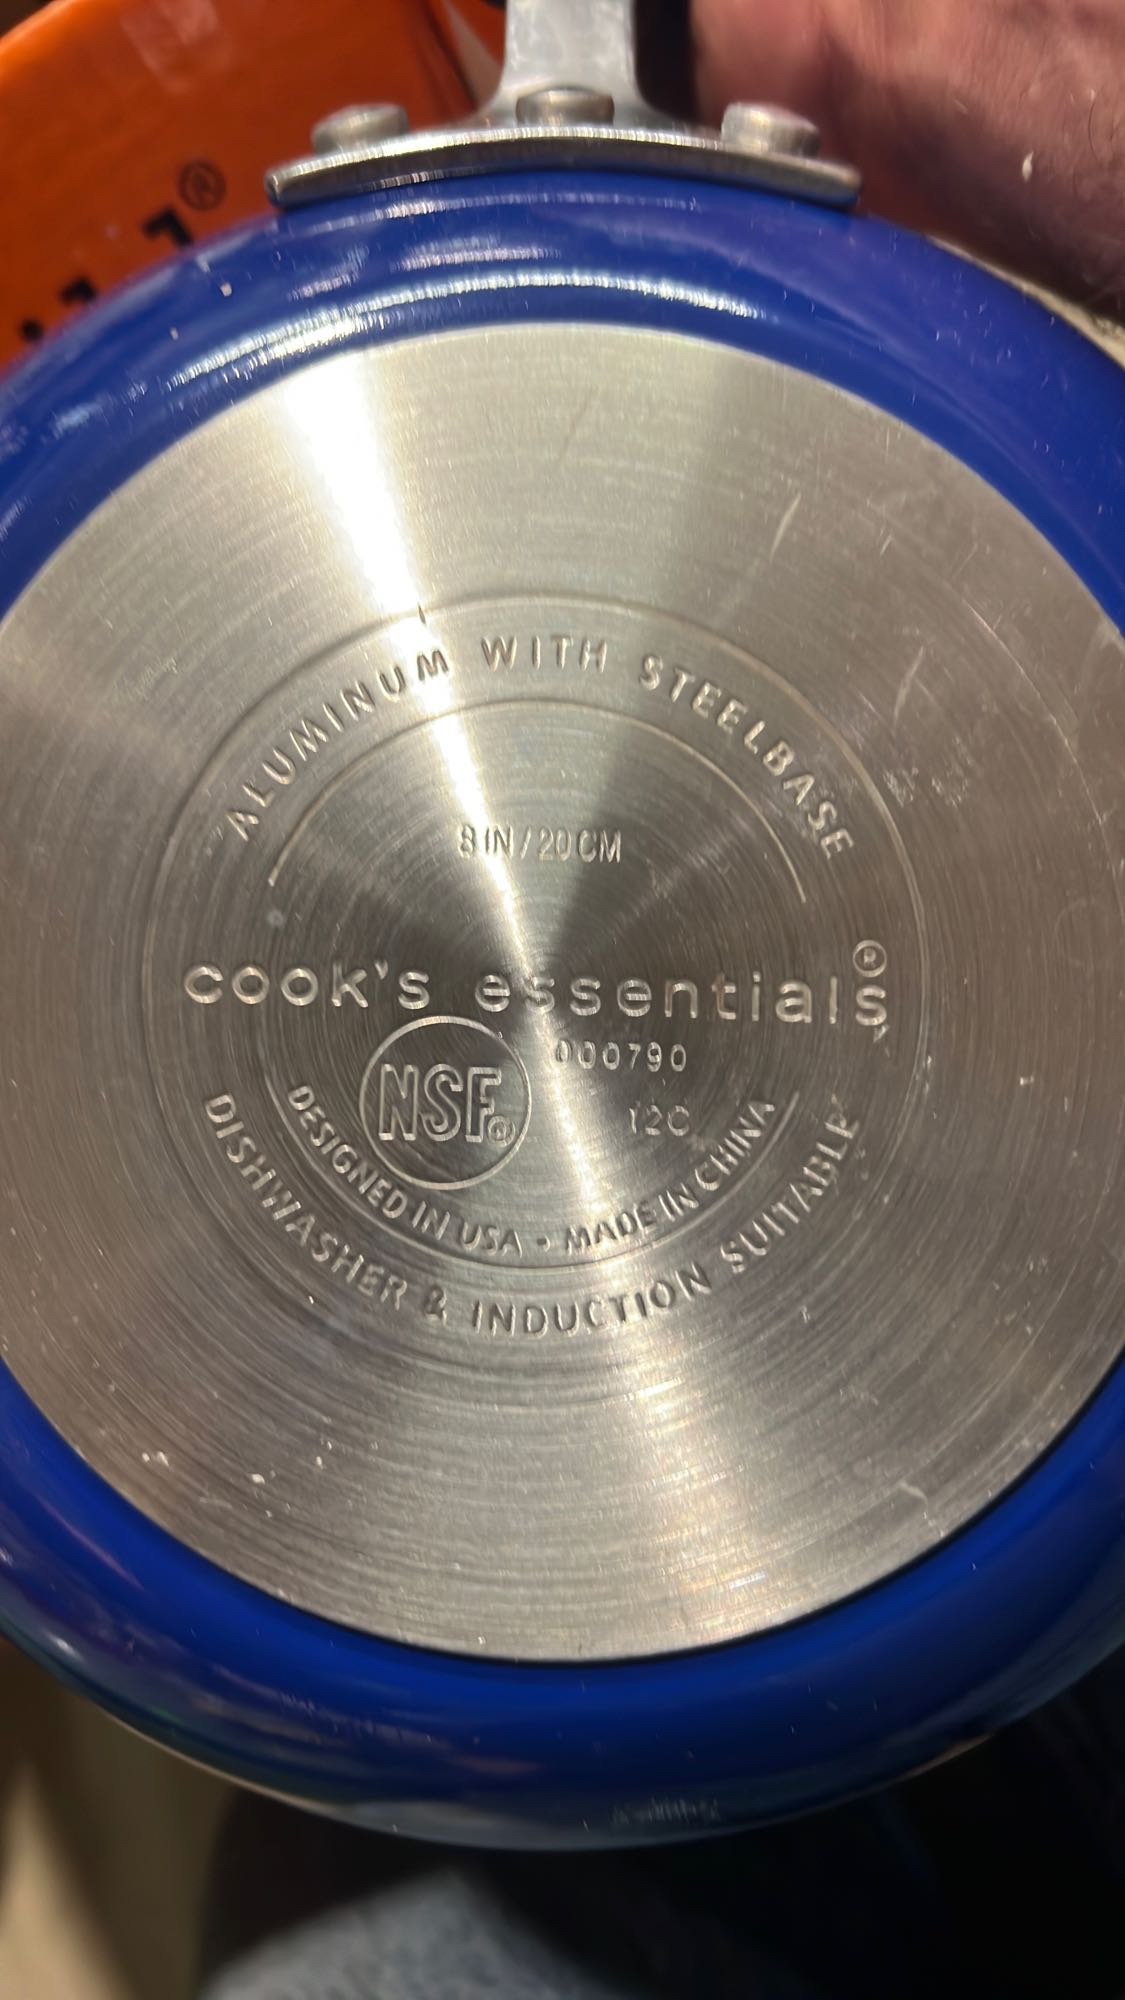 ®
ALUMINUM WITH STEELBASE
8 IN / 20 CM
cook's essentials®
NSF®
000790
12C
DESIGNED IN USA - MADE IN CHINA
DISHWASHER & INDUCTION SUITABLE